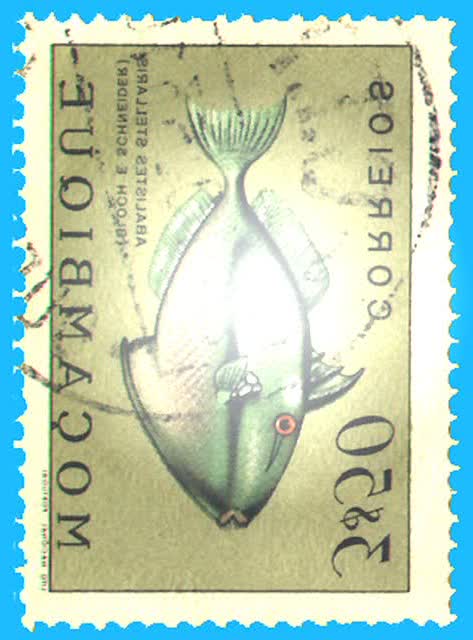 CORREIOS
3$50
ABALISTES STELLARIS
(BLOCH E SCHNEIDER)
MOÇAMBIQUE